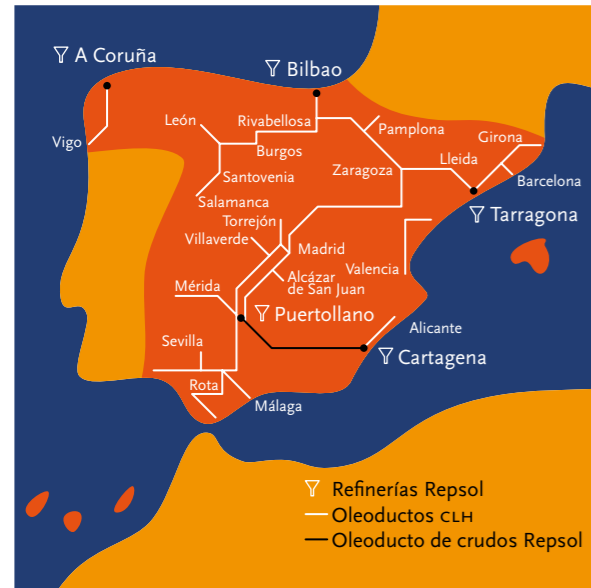 A Coruña
Bilbao
León
Rivabellosa
Pamplona
Girona
Vigo
Burgos
Lleida
Zaragoza
Santovenia
Barcelona
Salamanca
Tarragona
Torrejón
Villaverde
Madrid
Alcázar
de San Juan
Valencia
Mérida
Puertollano
Alicante
Sevilla
Cartagena
Rota
Málaga
Refinerías Repsol
Oleoductos CLH
Oleoducto de crudos Repsol